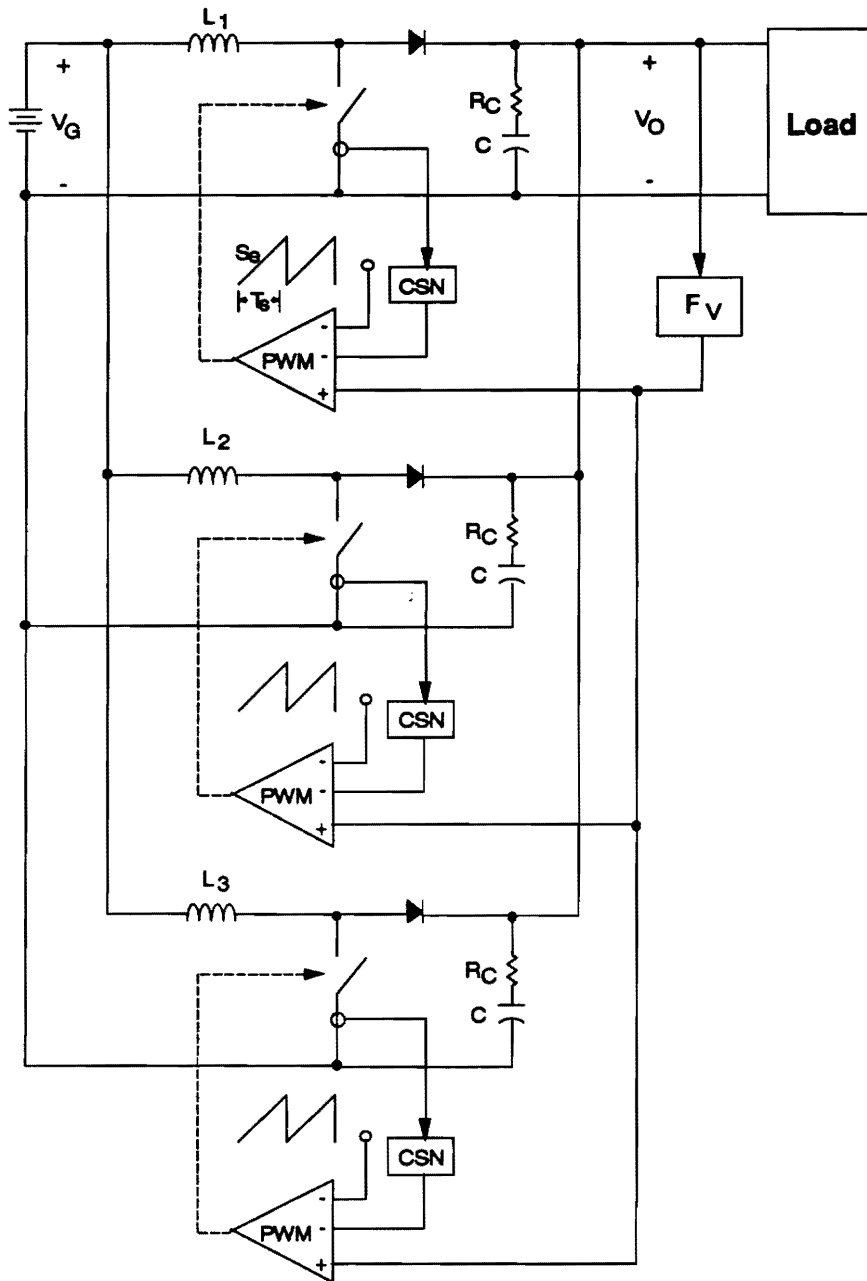 L1
+
VG
-
RC
C
+
VO
-
Load
Se
Ts
CSN
FV
-
-
PWM
+
L2
RC
C
CSN
-
-
PWM
+
L3
RC
C
CSN
-
-
PWM
+